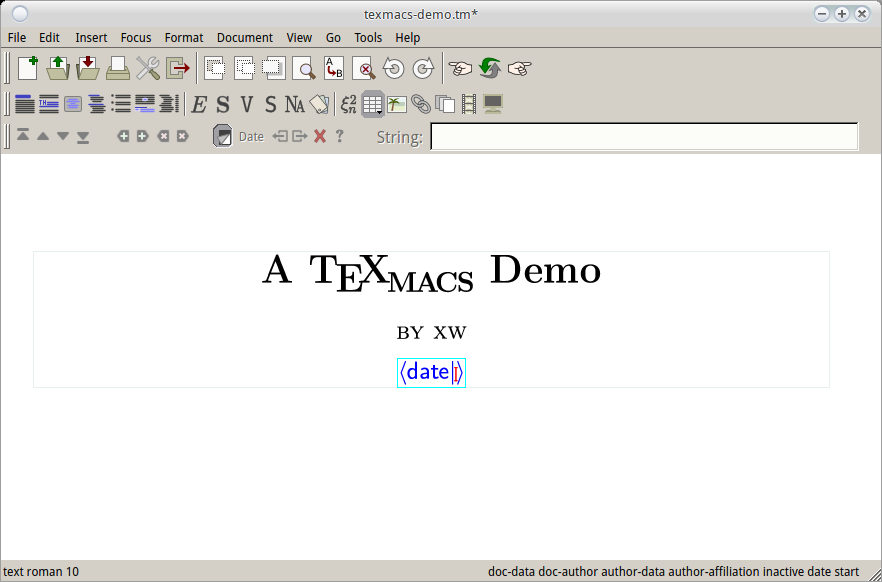 texmacs-demo.tm*
File Edit Insert Focus Format Document View Go Tools Help
A
B
E S V S NA ξ2n
Date ? String:
A TEXMACS Demo
BY XW
⟨date|⟩
text roman 10 doc-data doc-author author-data author-affiliation inactive date start